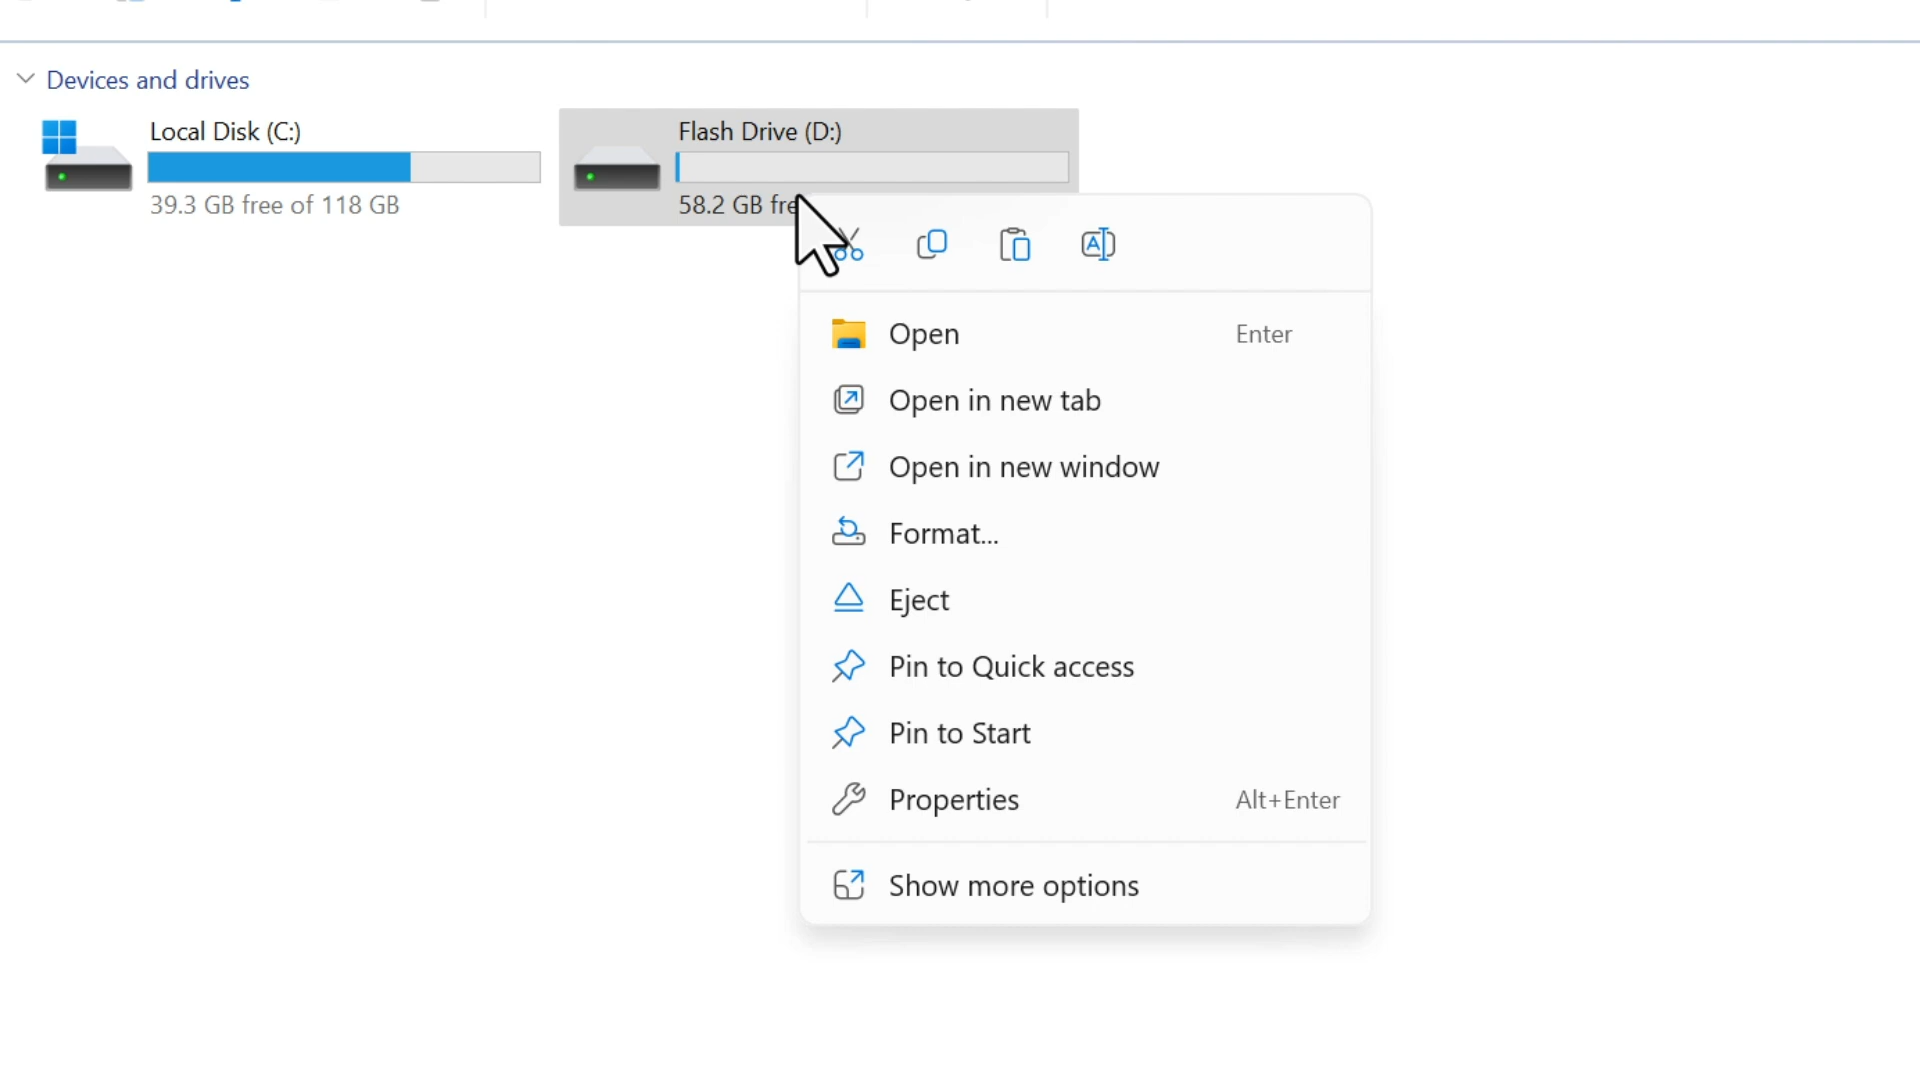 Devices and drives
Local Disk (C:)
39.3 GB free of 118 GB
Flash Drive (D:)
58.2 GB
Open Enter
Open in new tab
Open in new window
Format...
Eject
Pin to Quick access
Pin to Start
Properties Alt+Enter
Show more options